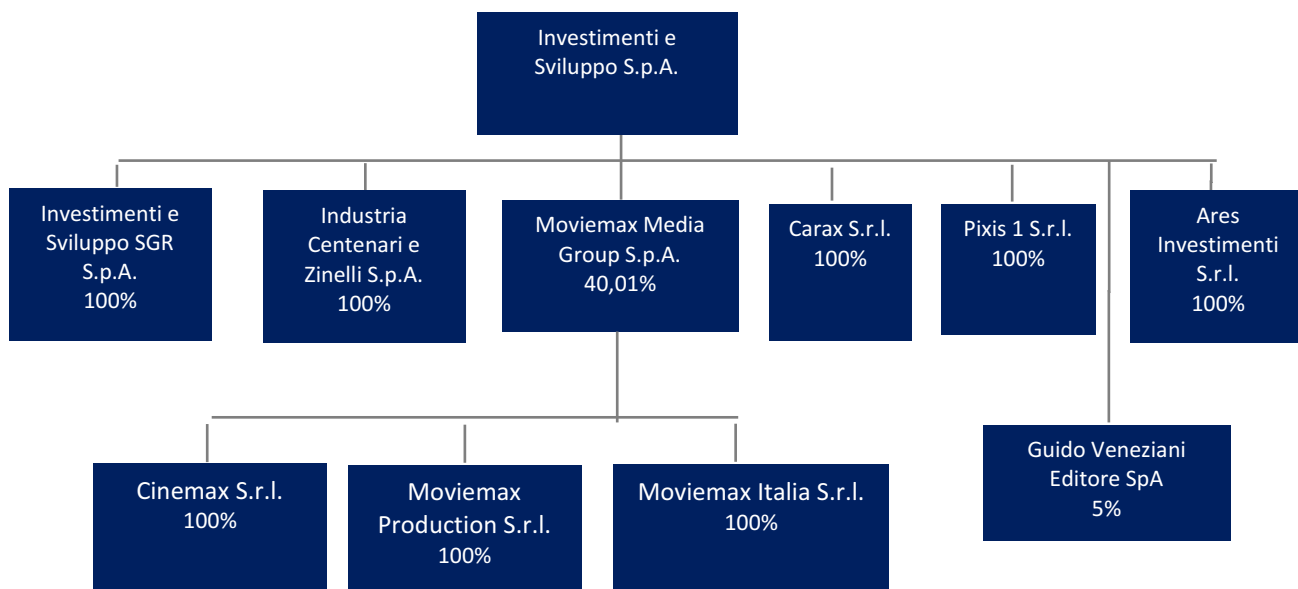 Investimenti e
Sviluppo S.p.A.
Investimenti e
Sviluppo SGR
S.p.A.
100%
Industria
Centenari e
Zinelli S.p.A.
100%
Moviemax Media
Group S.p.A.
40,01%
Carax S.r.l.
100%
Pixis 1 S.r.l.
100%
Ares
Investimenti
S.r.l.
100%
Cinemax S.r.l.
100%
Moviemax
Production S.r.l.
100%
Moviemax Italia S.r.l.
100%
Guido Veneziani
Editore SpA
5%